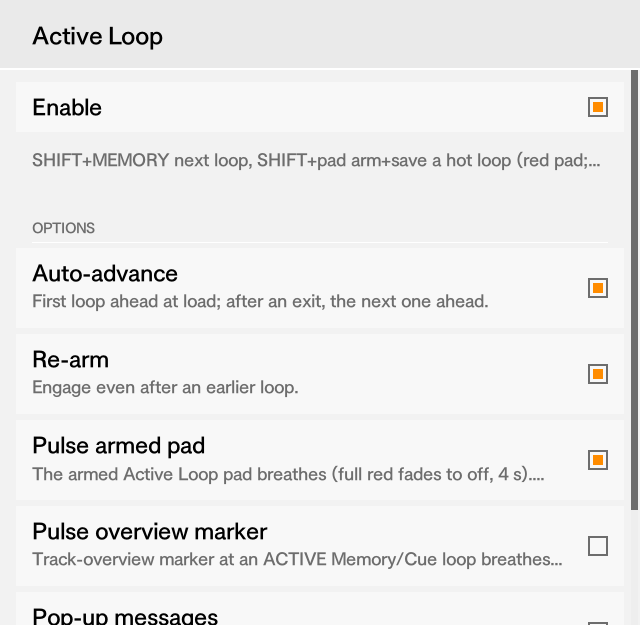 Active Loop
Enable
SHIFT+MEMORY next loop, SHIFT+pad arm+save a hot loop (red pad;...
OPTIONS
Auto-advance
First loop ahead at load; after an exit, the next one ahead.
Re-arm
Engage even after an earlier loop.
Pulse armed pad
The armed Active Loop pad breathes (full red fades to off, 4 s)....
Pulse overview marker
Track-overview marker at an ACTIVE Memory/Cue loop breathes...
Pop-up messages